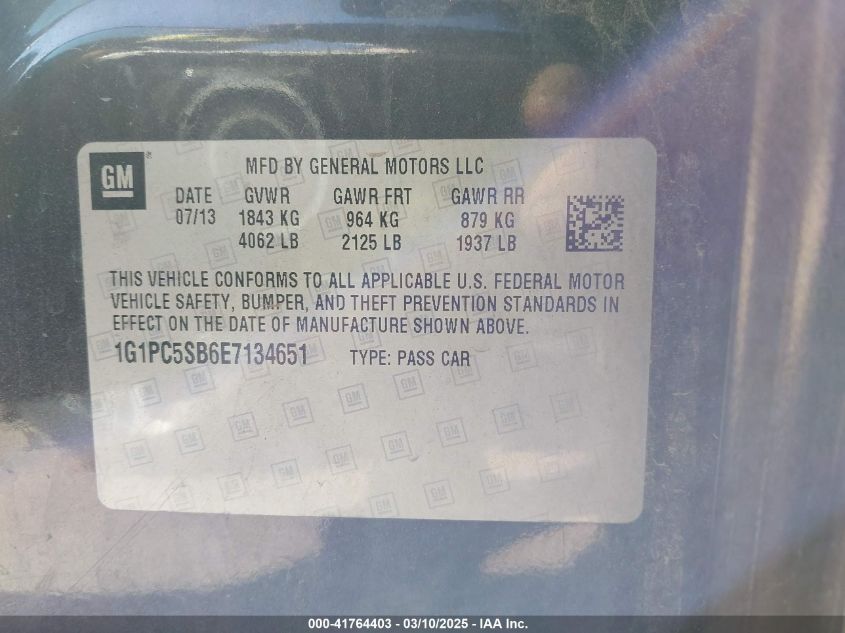 GM
MFD BY GENERAL MOTORS LLC
DATE GVWR GAWR FRT GAWR RR
07/13 1843 KG 964 KG 879 KG
4062 LB 2125 LB 1937 LB
THIS VEHICLE CONFORMS TO ALL APPLICABLE U.S. FEDERAL MOTOR
VEHICLE SAFETY, BUMPER, AND THEFT PREVENTION STANDARDS IN
EFFECT ON THE DATE OF MANUFACTURE SHOWN ABOVE.
1G1PC5SB6E7134651 TYPE: PASS CAR
000-41764403 - 03/10/2025 - IAA Inc.